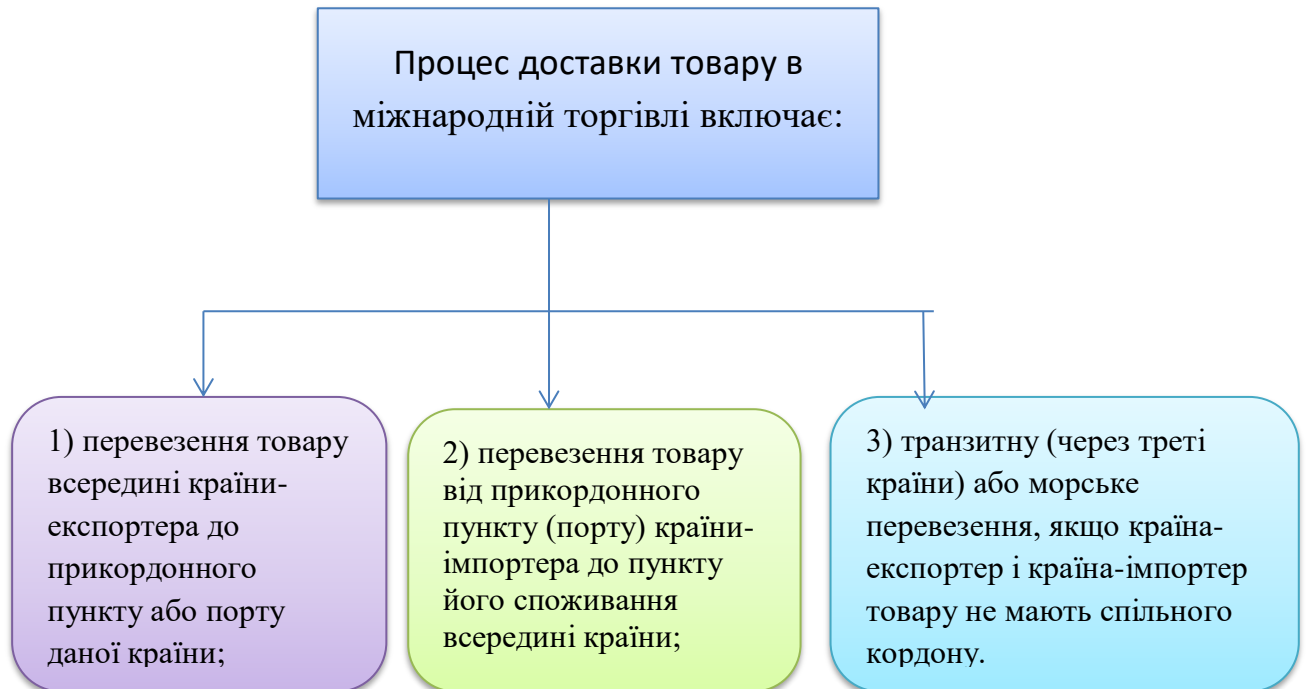 Процес доставки товару в
міжнародній торгівлі включає:
1) перевезення товару
всередині країни-
експортера до
прикордонного
пункту або порту
даної країни;
2) перевезення товару
від прикордонного
пункту (порту) країни-
імпортера до пункту
його споживання
всередині країни;
3) транзитну (через треті
країни) або морське
перевезення, якщо країна-
експортер і країна-імпортер
товару не мають спільного
кордону.